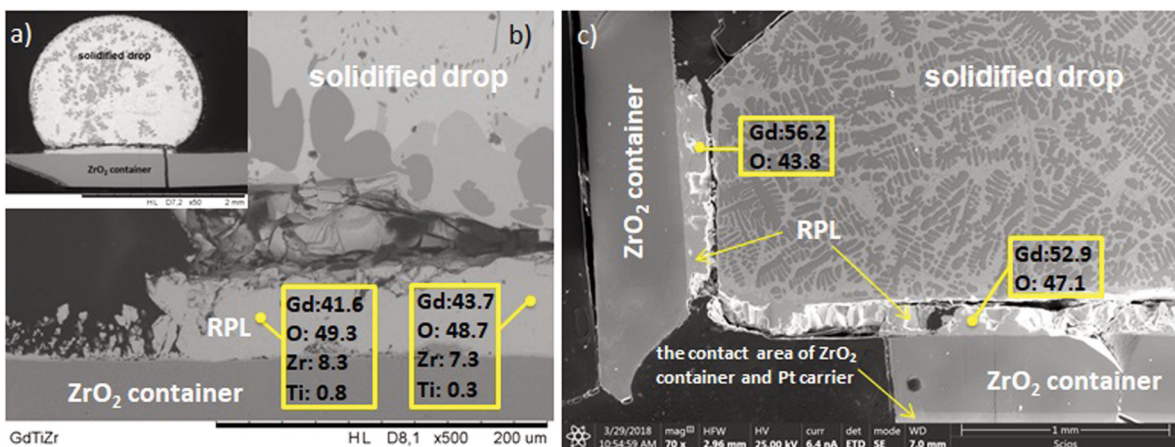 a)
solidified drop
ZrO₂ container
H L D7,2 x50 2 mm
b)
solidified drop
RPL
Gd:41.6
O: 49.3
Zr: 8.3
Ti: 0.8
Gd:43.7
O: 48.7
Zr: 7.3
Ti: 0.3
ZrO₂ container
GdTiZr
H L D8,1 x500 200 um
c)
solidified drop
ZrO₂ container
Gd:56.2
O: 43.8
RPL
Gd:52.9
O: 47.1
the contact area of ZrO₂
container and Pt carrier
ZrO₂ container
3/29/2018 mag HFW HV curr det mode WD 1 mm
10:54:59 AM 70 x 2.96 mm 25.00 kV 6.4 nA ETD SE 7.0 mm Scios